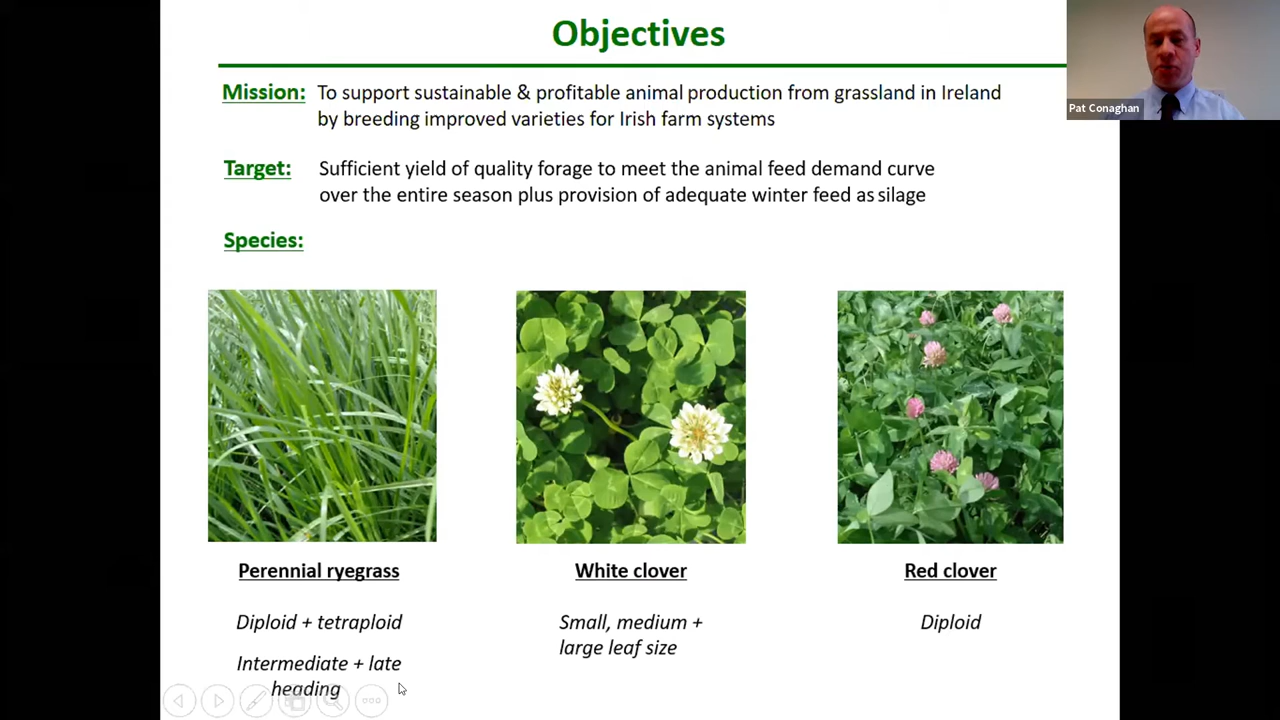 Objectives
Pat Conaghan
Mission: To support sustainable & profitable animal production from grassland in Ireland
by breeding improved varieties for Irish farm systems
Target: Sufficient yield of quality forage to meet the animal feed demand curve
over the entire season plus provision of adequate winter feed as silage
Species:
Perennial ryegrass
White clover
Red clover
Diploid + tetraploid
Small, medium +
large leaf size
Diploid
Intermediate + late
heading